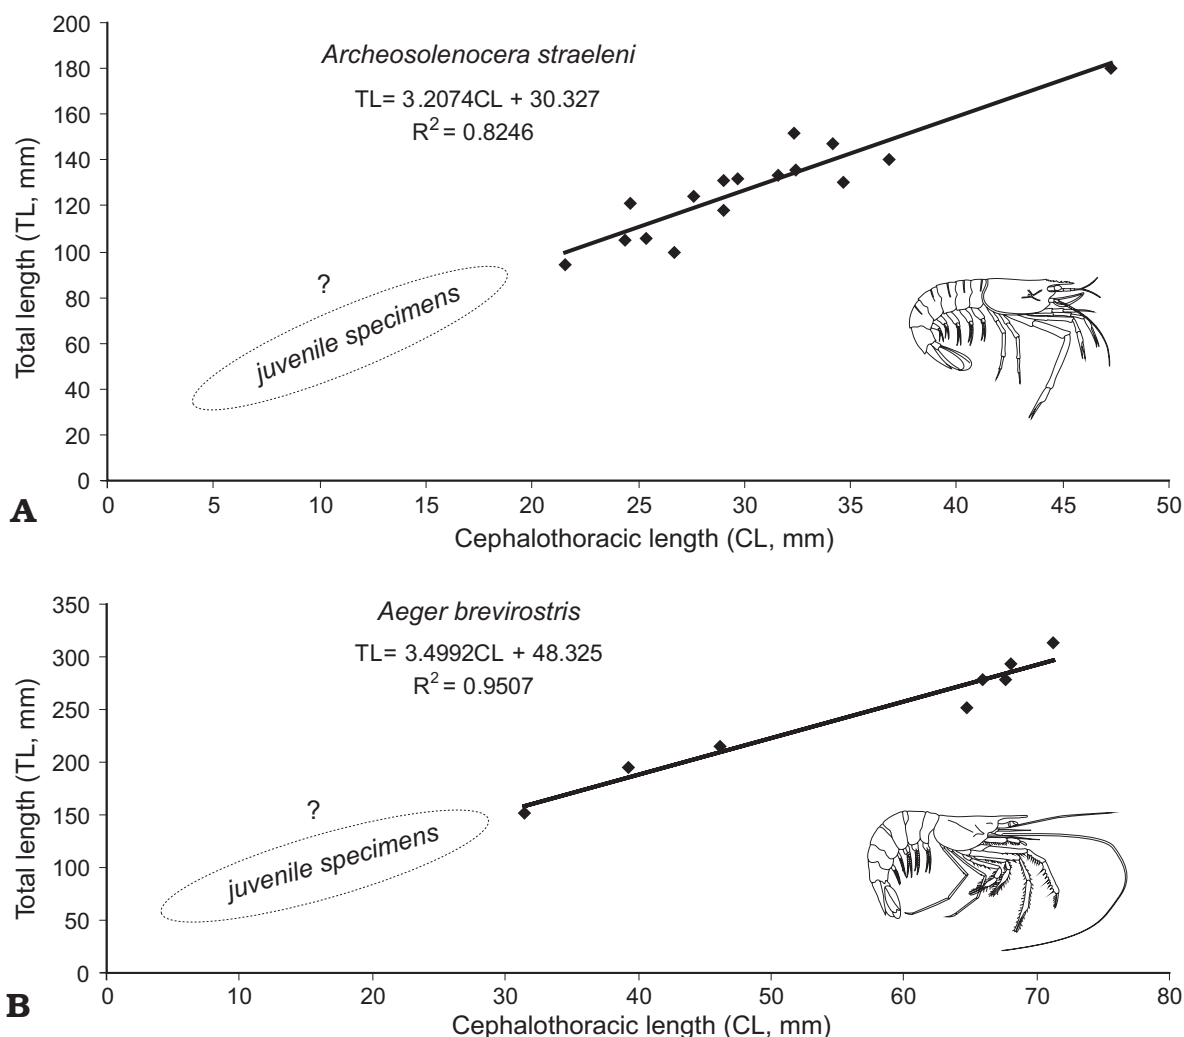 200
180
160
140
120
100
80
60
40
20
0
Total length (TL, mm)
Archeosolenocera straeleni
TL= 3.2074CL + 30.327
R² = 0.8246
?
juvenile specimens
0 5 10 15 20 25 30 35 40 45 50
A
Cephalothoracic length (CL, mm)
350
300
250
200
150
100
50
0
Total length (TL, mm)
Aeger brevirostris
TL= 3.4992CL + 48.325
R² = 0.9507
?
juvenile specimens
0 10 20 30 40 50 60 70 80
B
Cephalothoracic length (CL, mm)